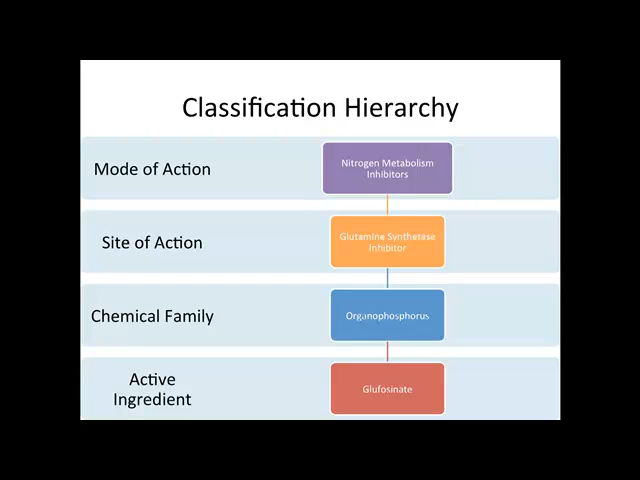 Classification Hierarchy
Mode of Action
Nitrogen Metabolism
Inhibitors
Site of Action
Glutamine Synthetase
Inhibitor
Chemical Family
Organophosphorus
Active
Ingredient
Glufosinate